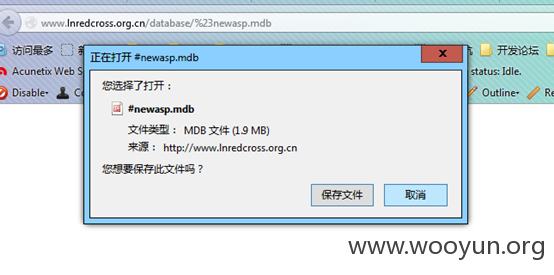 www.lnredcross.org.cn/database/%23newasp.mdb
访问最多
开发论坛
Acunetix Web S
status: Idle.
Disable
Outline
正在打开 #newasp.mdb
x
您选择了打开：
#newasp.mdb
文件类型： MDB 文件 (1.9 MB)
来源： http://www.lnredcross.org.cn
您想要保存此文件吗？
保存文件 取消
www.wooyun.org